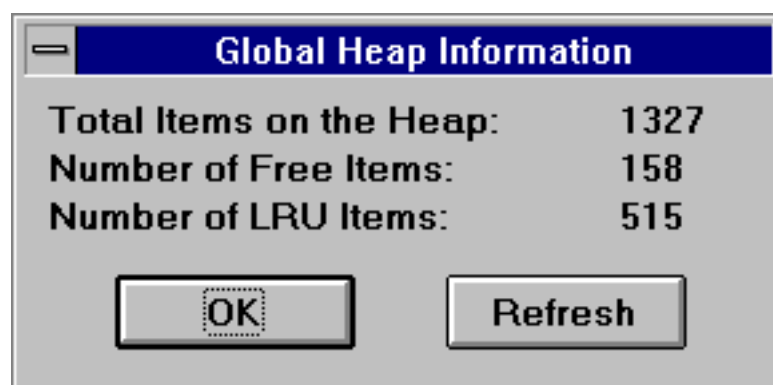 Global Heap Information
Total Items on the Heap: 1327
Number of Free Items: 158
Number of LRU Items: 515
OK Refresh